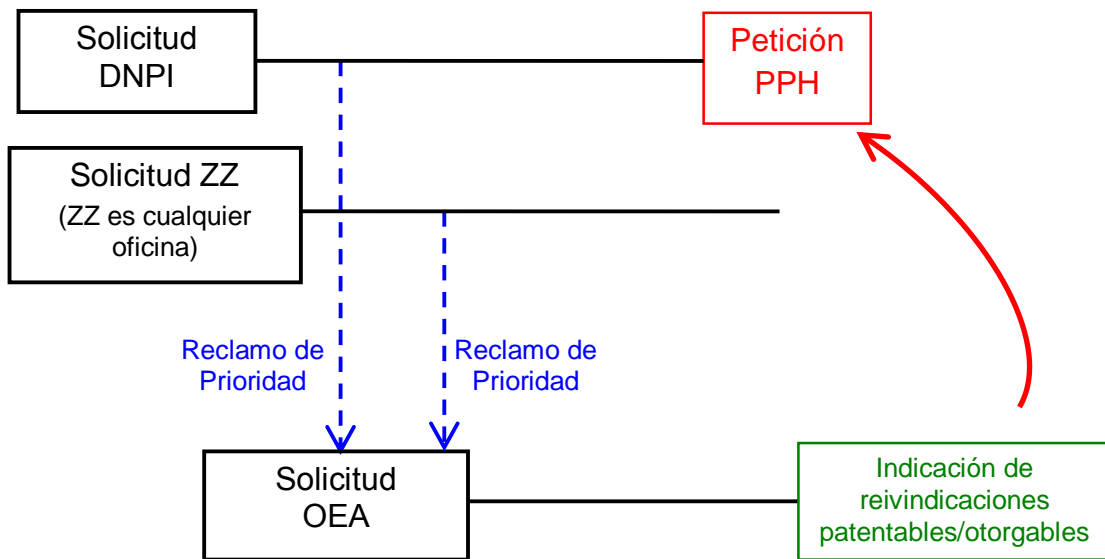 Solicitud
DNPI
Petición
PPH
Solicitud ZZ
(ZZ es cualquier
oficina)
Reclamo de
Prioridad
Reclamo de
Prioridad
Solicitud
OEA
Indicación de
reivindicaciones
patentables/otorgables